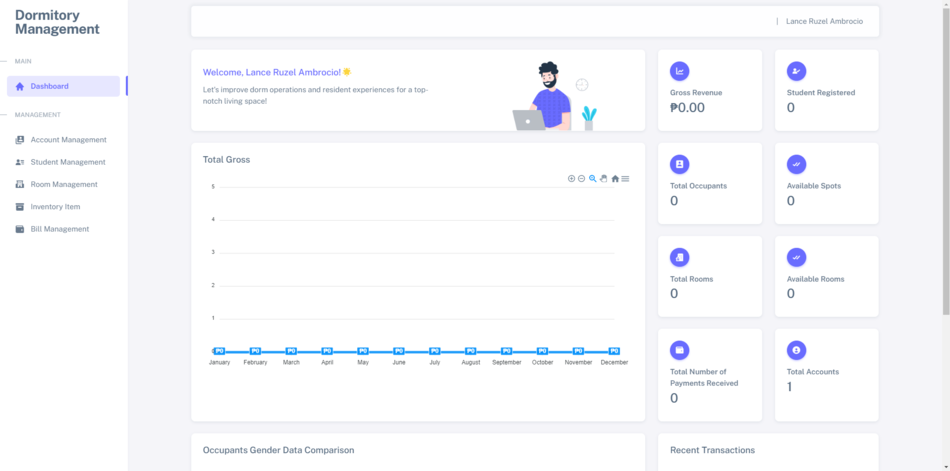 Dormitory
Management
Lance Ruzel Ambrocio
MAIN
Dashboard
MANAGEMENT
Account Management
Student Management
Room Management
Inventory Item
Bill Management
Welcome, Lance Ruzel Ambrocio!
Let's improve dorm operations and resident experiences for a top-
notch living space!
Gross Revenue
₱0.00
Student Registered
0
Total Gross
5
4
3
2
1
0
₱0 ₱0 ₱0 ₱0 ₱0 ₱0 ₱0 ₱0 ₱0 ₱0 ₱0 ₱0
January February March April May June July August September October November December
Total Occupants
0
Available Spots
0
Total Rooms
0
Available Rooms
0
Total Number of
Payments Received
0
Total Accounts
1
Occupants Gender Data Comparison
Recent Transactions